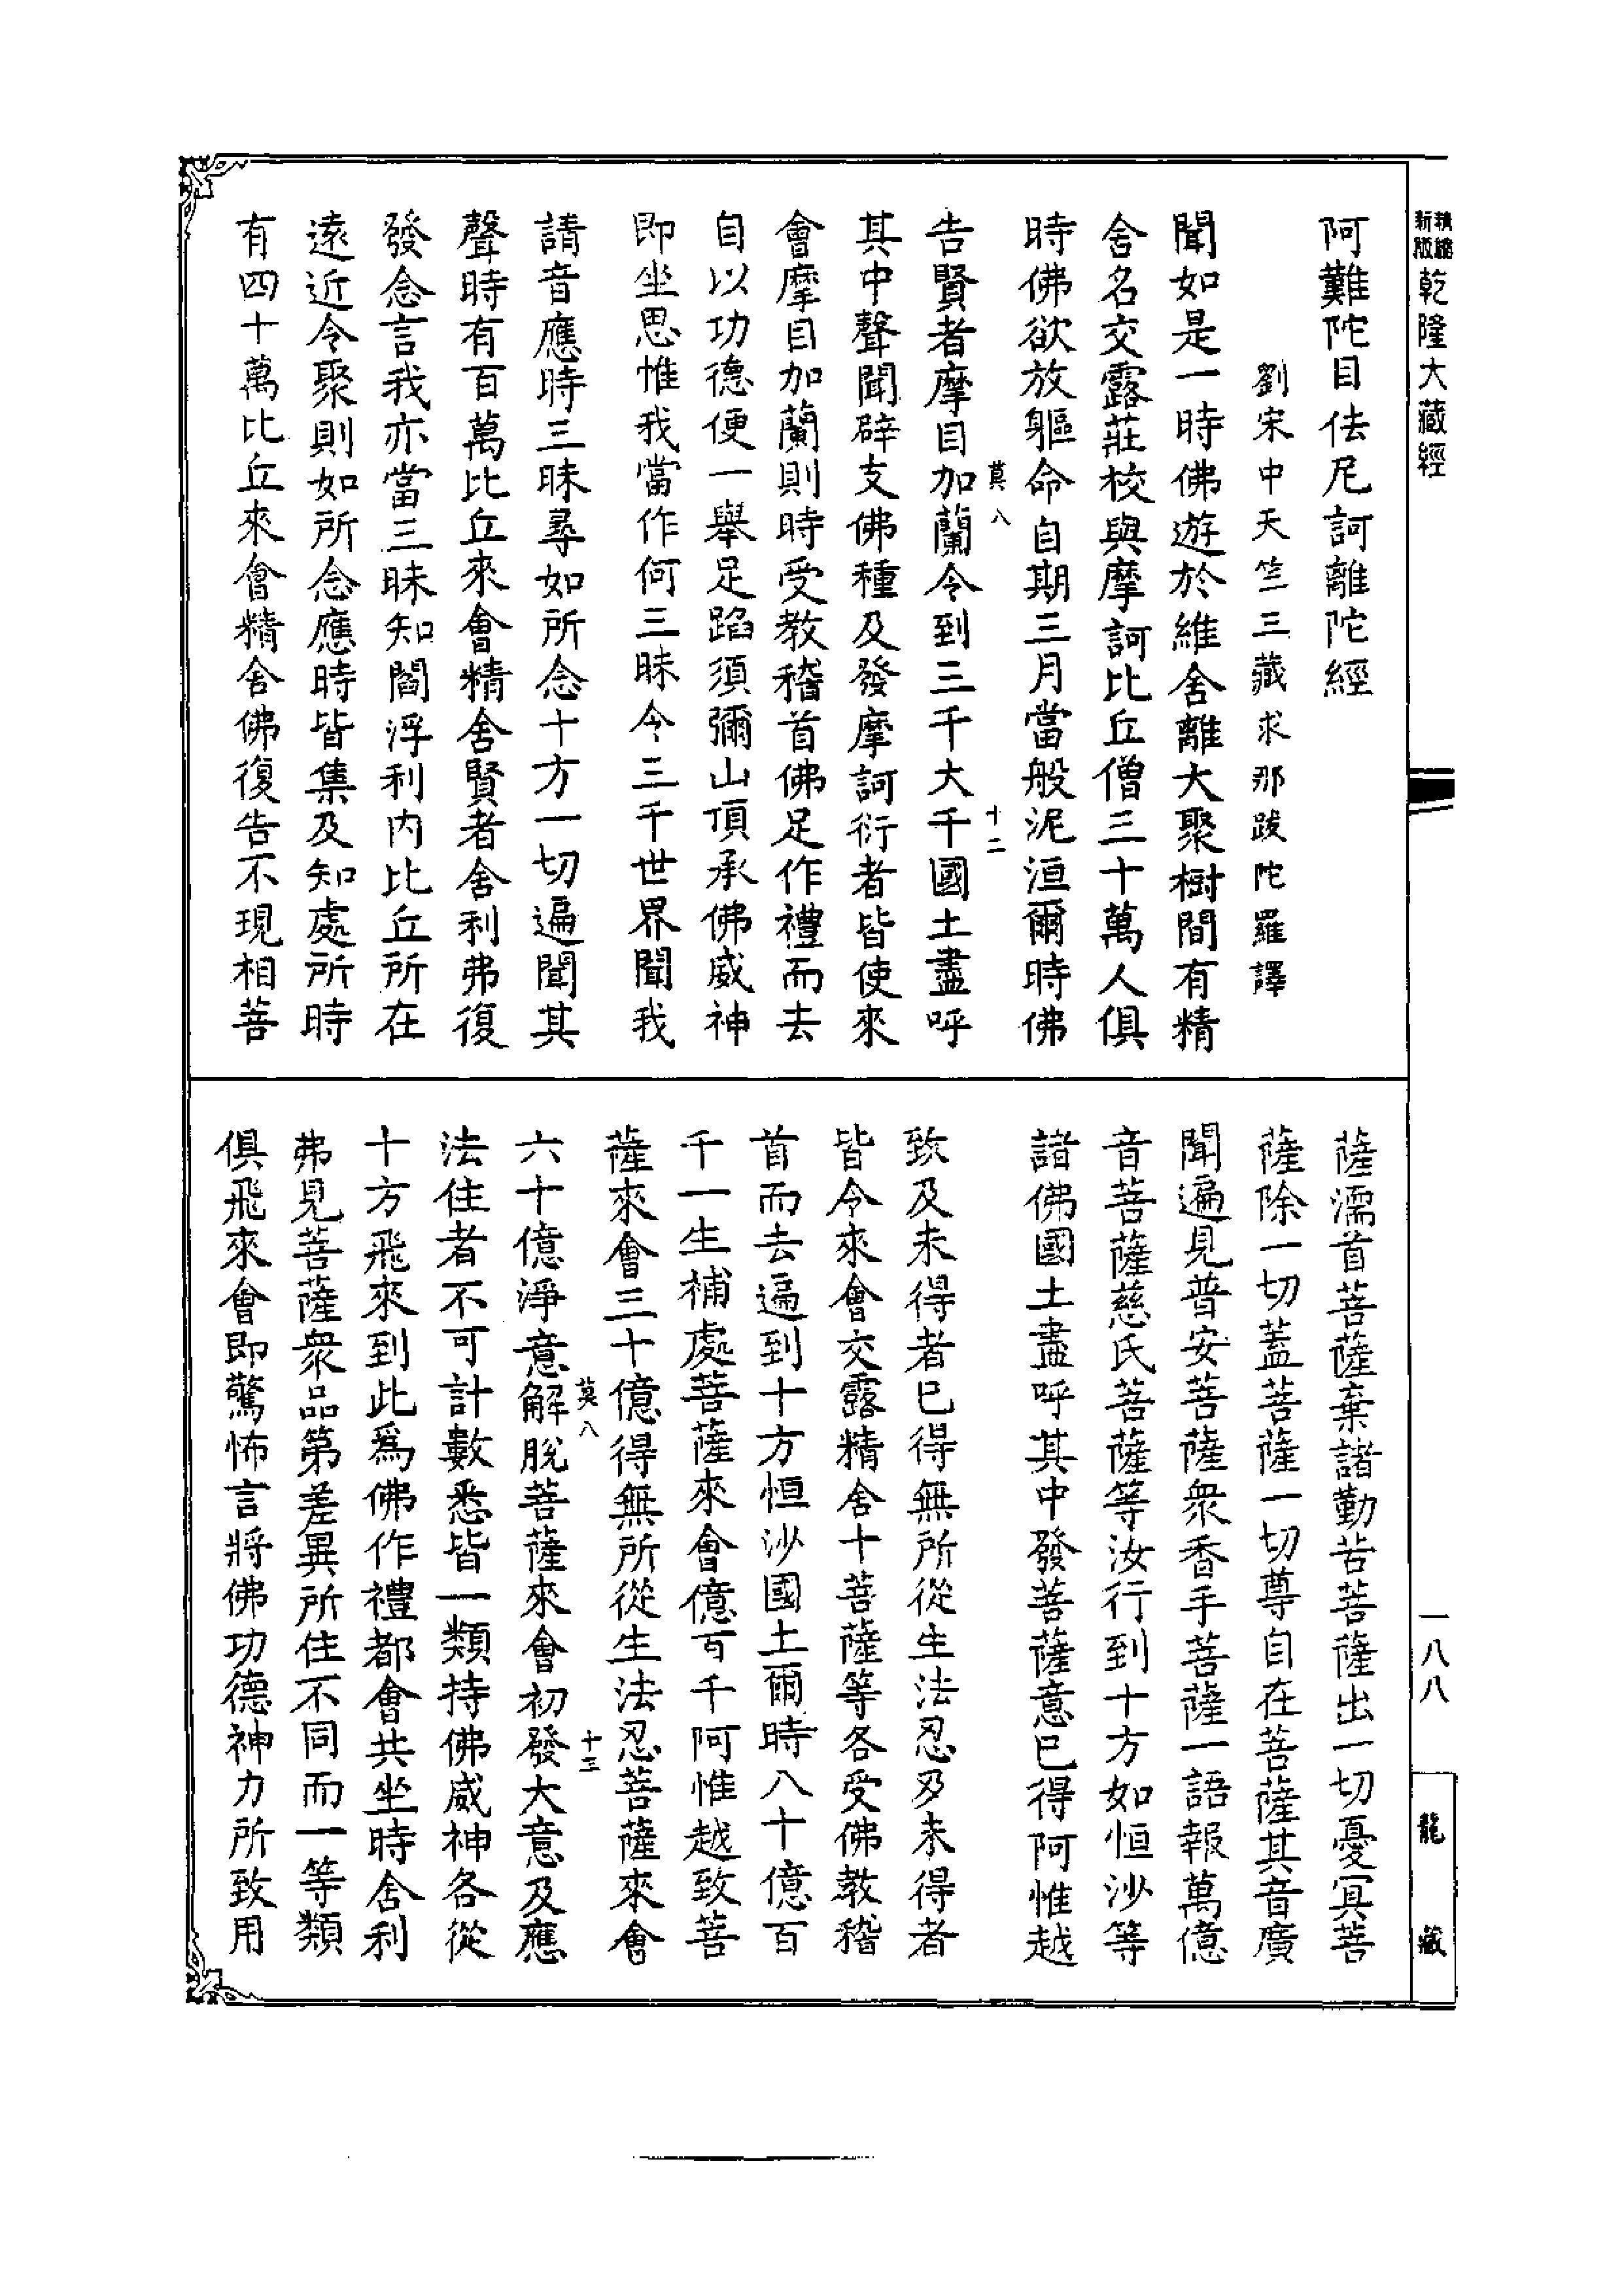 精縮
新版
乾隆大藏經
阿難陀目佉尼訶離陀經
劉宋中天竺三藏求那跋陀羅譯
聞如是一時佛遊於維舍離大聚樹間有精
舍名交露莊校與摩訶比丘僧三十萬人俱
時佛欲放軀命自期三月當般泥洹爾時佛
莫八
十二
告賢者摩目加蘭令到三千大千國土盡呼
其中聲聞辟支佛種及發摩訶衍者皆使來
會摩目加蘭則時受教稽首佛足作禮而去
自以功德便一舉足蹈須彌山頂承佛威神
即坐思惟我當作何三昧令三千世界聞我
請音應時三昧尋如所念十方一切遍聞其
聲時有百萬比丘來會精舍賢者舍利弗復
發念言我亦當三昧知閻浮利內比丘所在
遠近令聚則如所念應時皆集及知處所時
有四十萬比丘來會精舍佛復告不現相菩
薩濡首菩薩棄諸勤苦菩薩出一切憂冥菩
薩除一切蓋菩薩一切尊自在菩薩其音廣
聞遍見普安菩薩眾香手菩薩一語報萬億
音菩薩慈氏菩薩等汝行到十方如恒沙等
諸佛國土盡呼其中發菩薩意已得阿惟越
致及未得者已得無所從生法忍及未得者
皆令來會交露精舍十菩薩等各受佛教稽
首而去遍到十方恒沙國土爾時八十億百
千一生補處菩薩來會億百千阿惟越致菩
薩來會三十億得無所從生法忍菩薩來會
莫八
十三
六十億淨意解脫菩薩來會初發大意及應
法住者不可計數悉皆一類持佛威神各從
十方飛來到此為佛作禮都會共坐時舍利
弗見菩薩眾品第差異所住不同而一等類
俱飛來會即驚怖言將佛功德神力所致用
一八八
龍藏